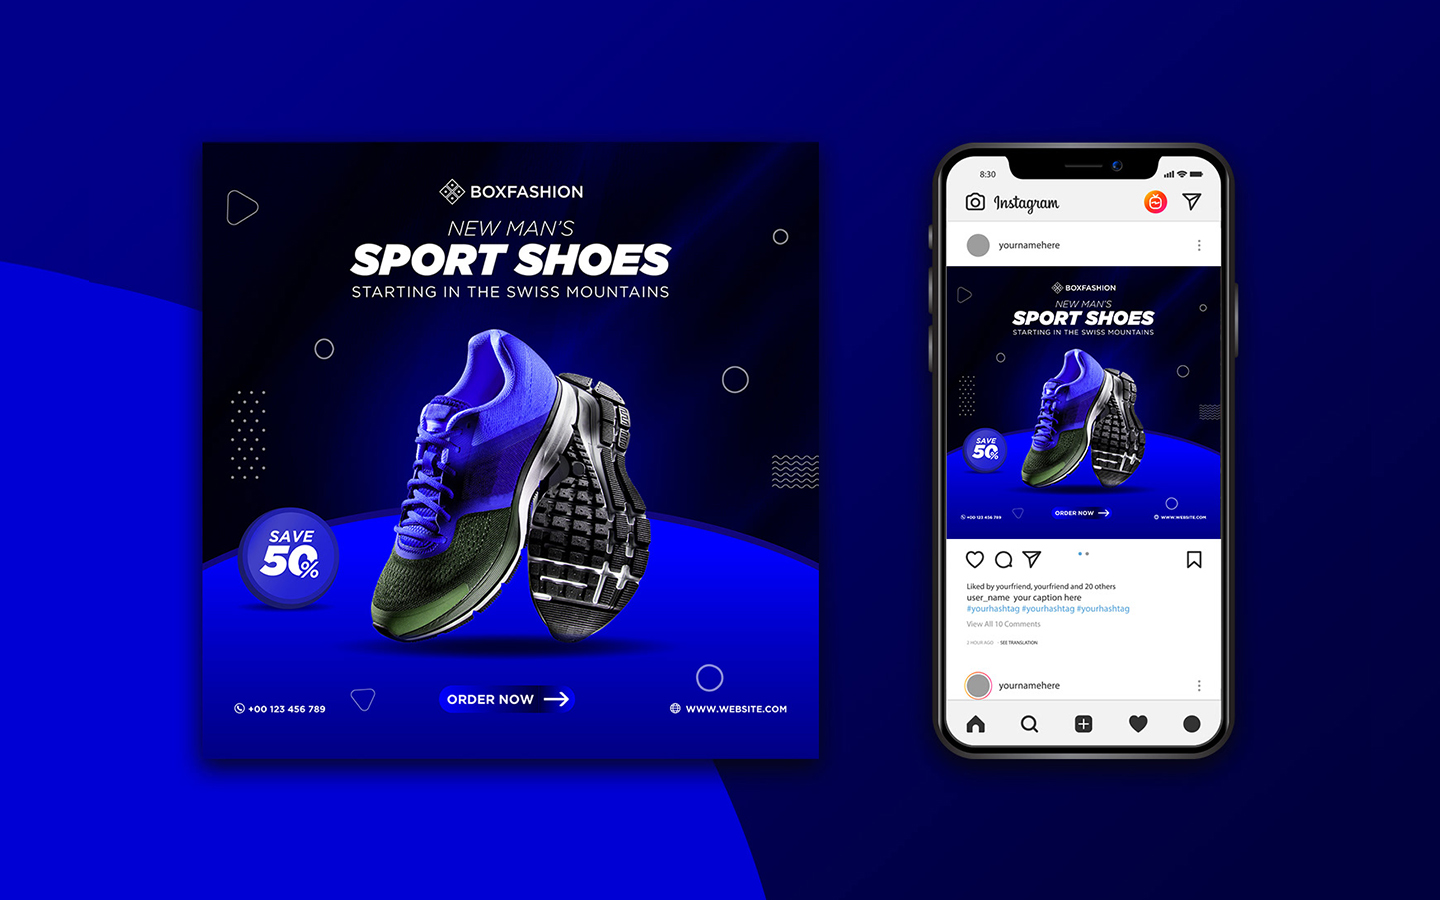 BOXFASHION
NEW MAN'S
SPORT SHOES
STARTING IN THE SWISS MOUNTAINS
SAVE
50%
+00 123 456 789
ORDER NOW
WWW.WEBSITE.COM
8:30
Instagram
yournamehere
BOXFASHION
NEW MAN'S
SPORT SHOES
STARTING IN THE SWISS MOUNTAINS
SAVE
50%
+00 123 456 789
ORDER NOW
WWW.WEBSITE.COM
Liked by yourfriend, yourfriend and 20 others
user_name your caption here
#yourhashtag #yourhashtag #yourhashtag
View All 10 Comments
2 HOUR AGO · SEE TRANSLATION
yournamehere